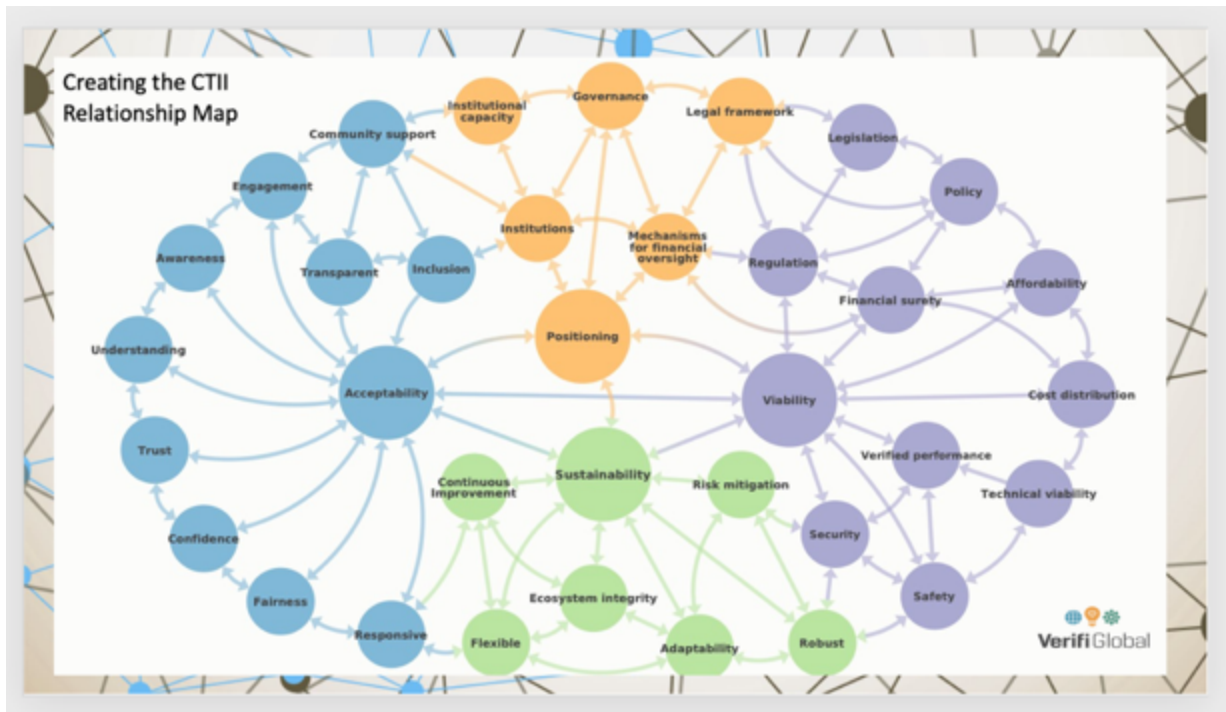 Creating the CTII
Relationship Map
Institutional
capacity
Governance
Legal framework
Community support
Legislation
Engagement
Policy
Institutions
Mechanisms
for financial
oversight
Awareness
Transparent
Inclusion
Regulation
Affordability
Financial surety
Positioning
Understanding
Acceptability
Viability
Cost distribution
Trust
Continuous
Improvement
Sustainability
Risk mitigation
Verified performance
Technical viability
Confidence
Security
Fairness
Ecosystem integrity
Safety
Responsive
Flexible
Adaptability
Robust
Verifi Global